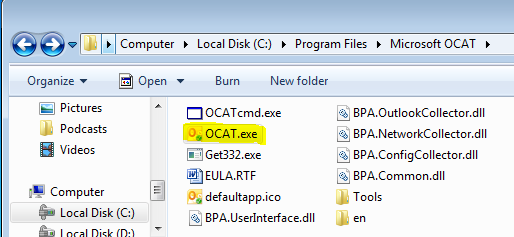 Computer Local Disk (C:) Program Files Microsoft OCAT
Organize Open Burn New folder
Pictures
Podcasts
Videos
Computer
Local Disk (C:)
Local Disk (D:)
OCATcmd.exe
OCAT.exe
Get332.exe
EULA.RTF
defaultapp.ico
BPA.UserInterface.dll
BPA.OutlookCollector.dll
BPA.NetworkCollector.dll
BPA.ConfigCollector.dll
BPA.Common.dll
Tools
en